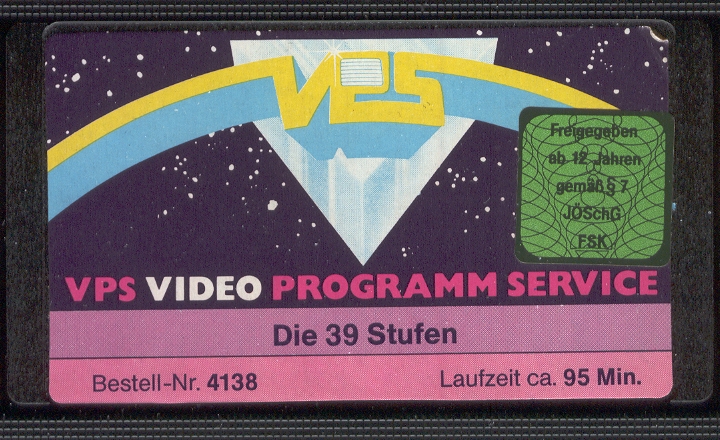 VPS
Freigegeben
ab 12 Jahren
gemäß § 7
JÖSchG
FSK
VPS VIDEO PROGRAMM SERVICE
Die 39 Stufen
Bestell-Nr. 4138
Laufzeit ca. 95 Min.